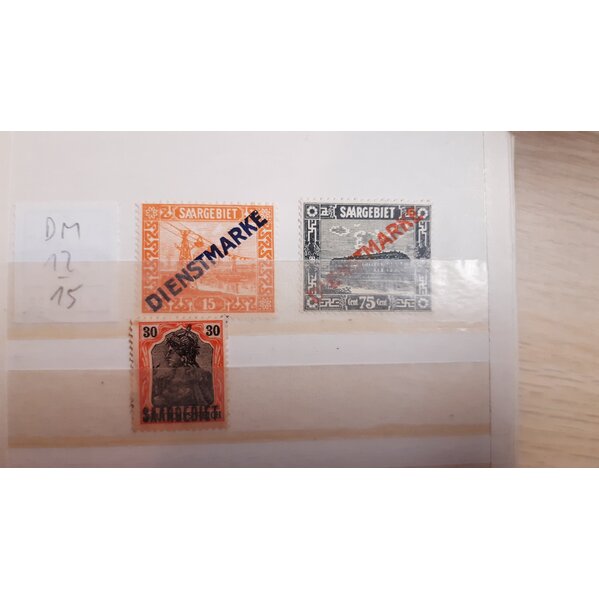 DM
12
15
SAARGEBIET
DIENSTMARKE
15
SAARGEBIET
DIENSTMARKE
Cent. 75 Cent.
30 30
SAARGEBIET